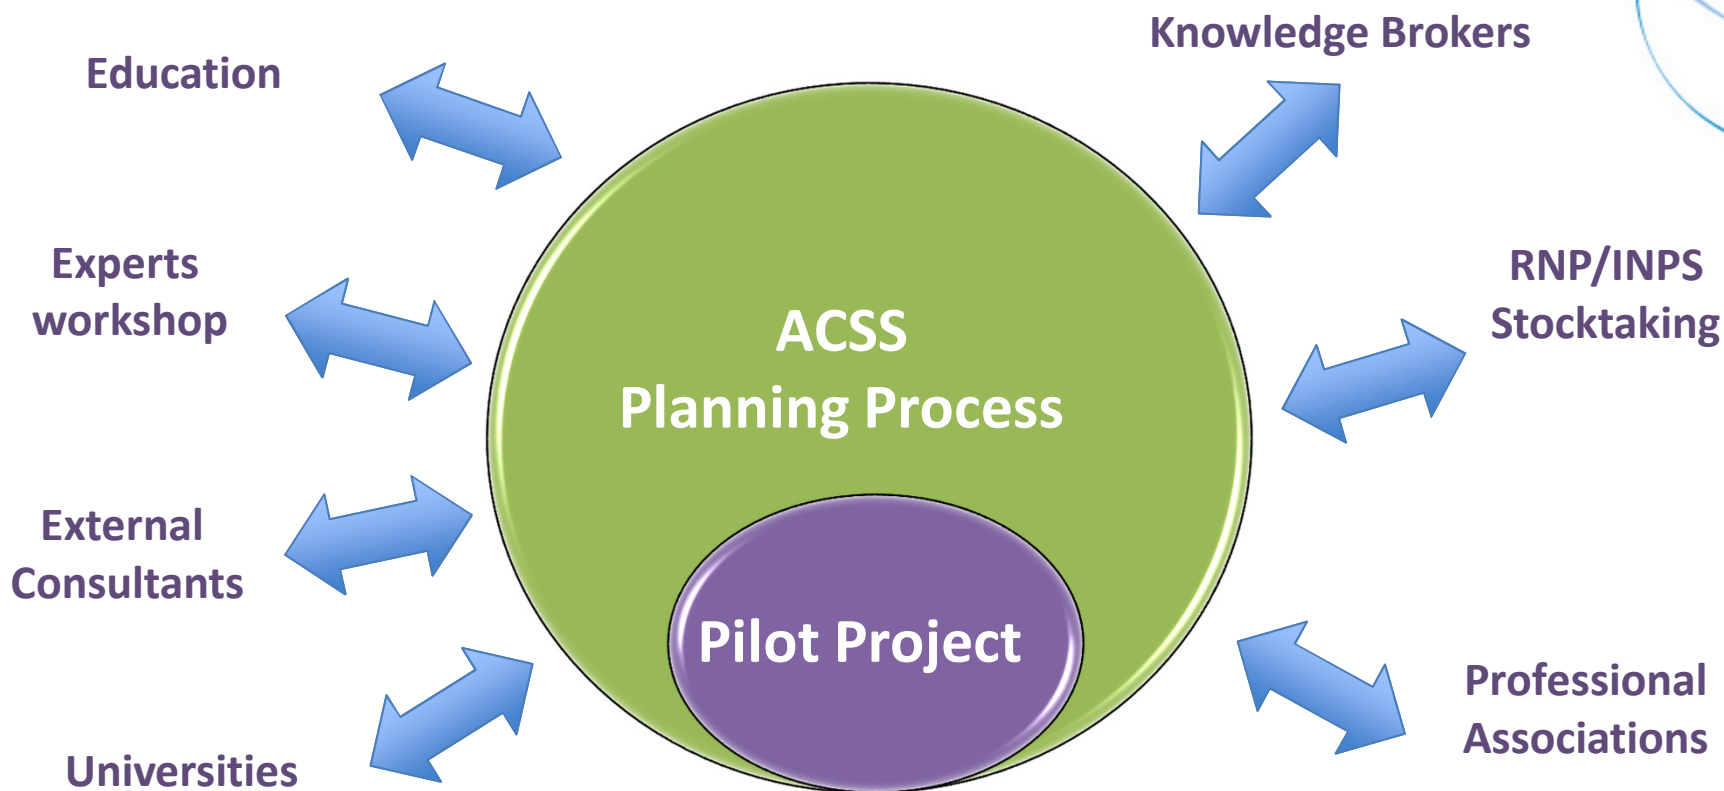 Knowledge Brokers
Education
Experts
workshop
RNP/INPS
Stocktaking
ACSS
Planning Process
External
Consultants
Pilot Project
Professional
Associations
Universities